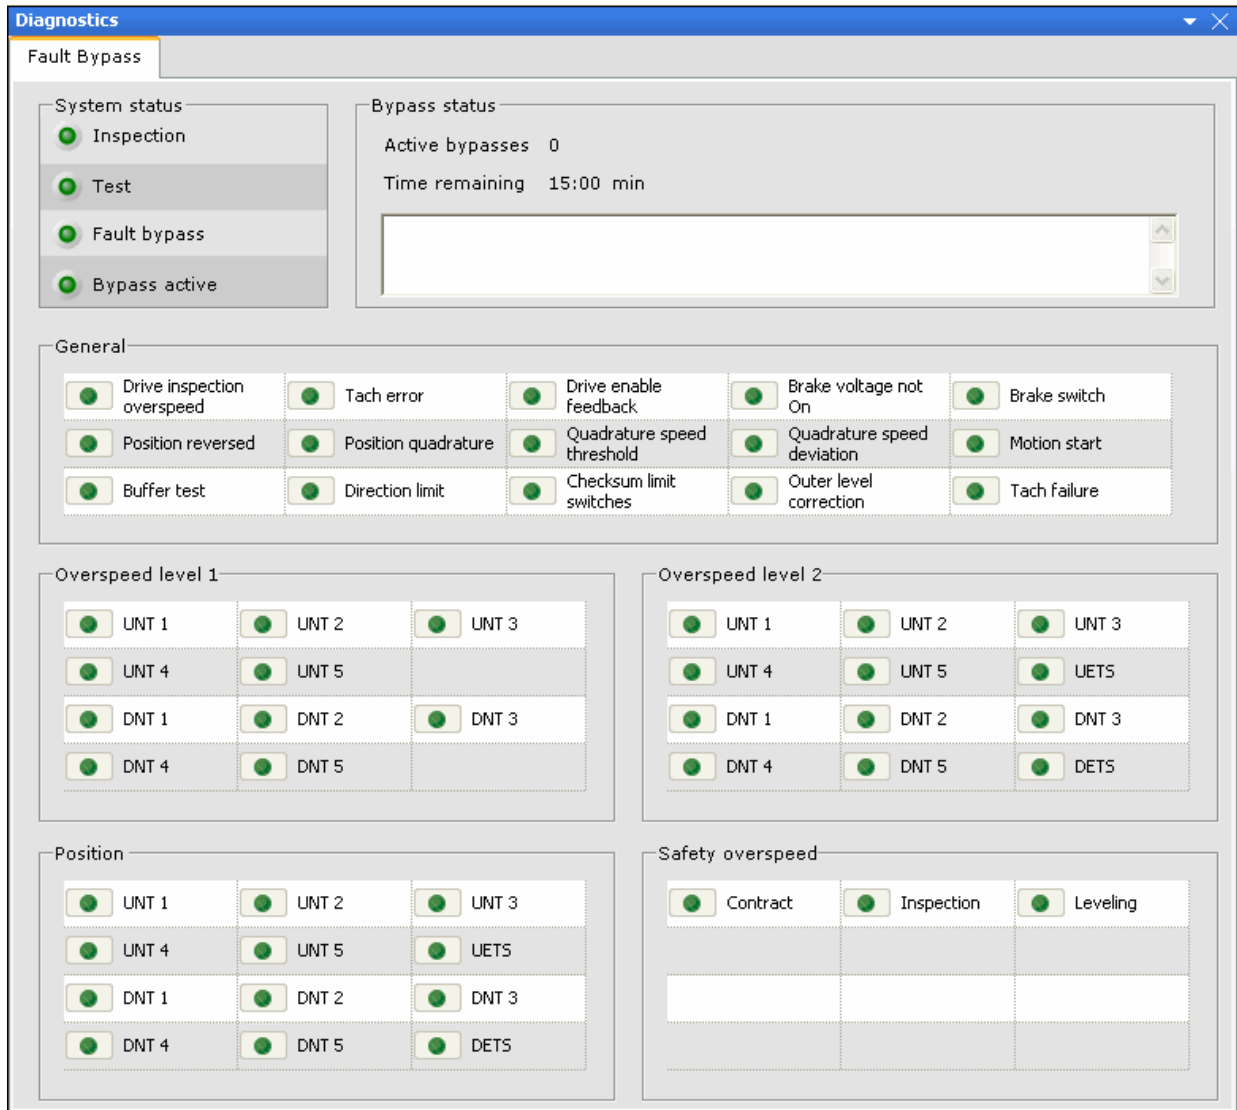 Diagnostics
Fault Bypass
System status
Inspection
Test
Fault bypass
Bypass active
Bypass status
Active bypasses 0
Time remaining 15:00 min
General
Drive inspection
overspeed
Tach error
Drive enable
feedback
Brake voltage not
On
Brake switch
Position reversed
Position quadrature
Quadrature speed
threshold
Quadrature speed
deviation
Motion start
Buffer test
Direction limit
Checksum limit
switches
Outer level
correction
Tach failure
Overspeed level 1
UNT 1 UNT 2 UNT 3
UNT 4 UNT 5
DNT 1 DNT 2 DNT 3
DNT 4 DNT 5
Overspeed level 2
UNT 1 UNT 2 UNT 3
UNT 4 UNT 5 UETS
DNT 1 DNT 2 DNT 3
DNT 4 DNT 5 DETS
Position
UNT 1 UNT 2 UNT 3
UNT 4 UNT 5 UETS
DNT 1 DNT 2 DNT 3
DNT 4 DNT 5 DETS
Safety overspeed
Contract Inspection Leveling